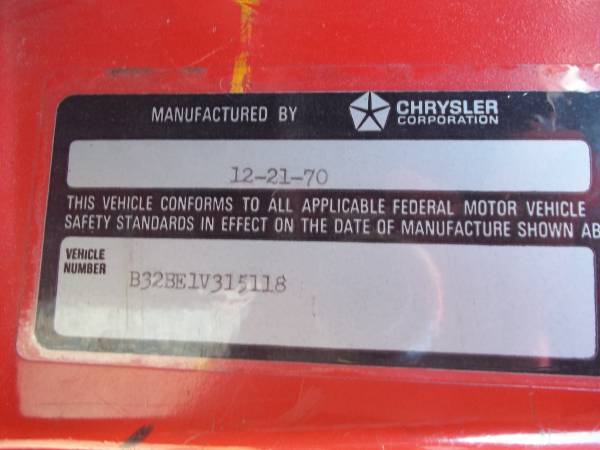 MANUFACTURED BY CHRYSLER CORPORATION
12-21-70
THIS VEHICLE CONFORMS TO ALL APPLICABLE FEDERAL MOTOR VEHICLE
SAFETY STANDARDS IN EFFECT ON THE DATE OF MANUFACTURE SHOWN AB
VEHICLE
NUMBER
B32BE1V315118